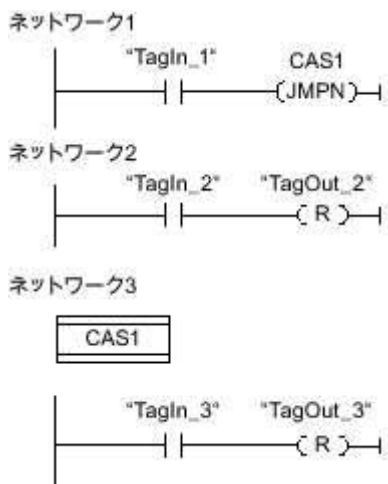 ネットワーク1
"TagIn_1" CAS1
(JMPN)
ネットワーク2
"TagIn_2" "TagOut_2"
(R)
ネットワーク3
CAS1
"TagIn_3" "TagOut_3"
(R)